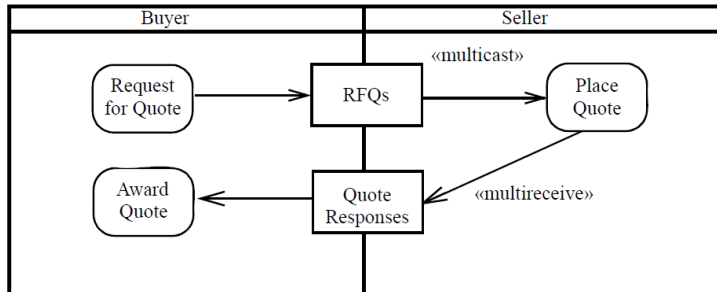 Buyer
Seller
«multicast»
Request
for Quote
RFQs
Place
Quote
Award
Quote
Quote
Responses
«multireceive»